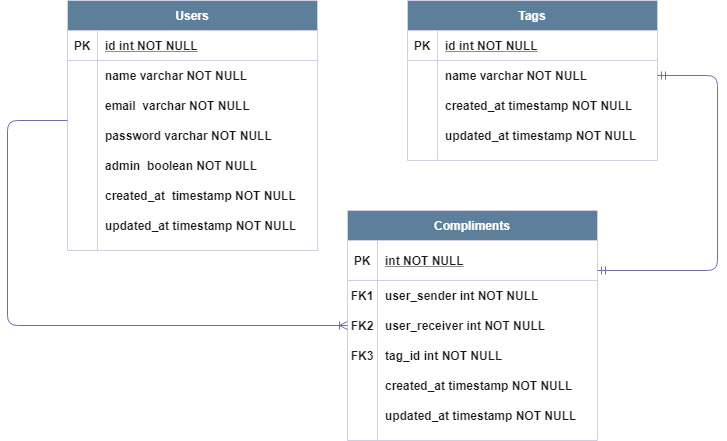 Users
PK id int NOT NULL
name varchar NOT NULL
email varchar NOT NULL
password varchar NOT NULL
admin boolean NOT NULL
created_at timestamp NOT NULL
updated_at timestamp NOT NULL
Tags
PK id int NOT NULL
name varchar NOT NULL
created_at timestamp NOT NULL
updated_at timestamp NOT NULL
Compliments
PK int NOT NULL
FK1 user_sender int NOT NULL
FK2 user_receiver int NOT NULL
FK3 tag_id int NOT NULL
created_at timestamp NOT NULL
updated_at timestamp NOT NULL